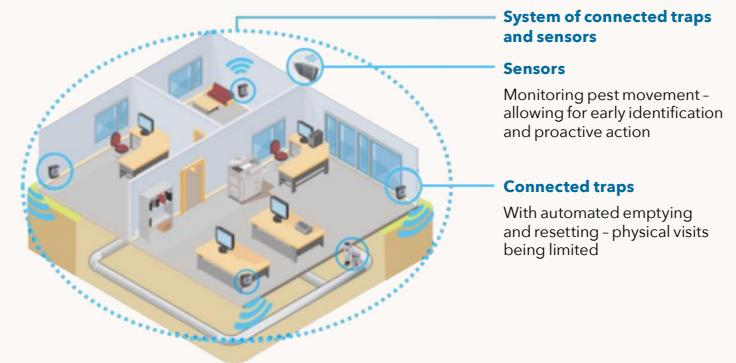 System of connected traps
and sensors
Sensors
Monitoring pest movement –
allowing for early identification
and proactive action
Connected traps
With automated emptying
and resetting – physical visits
being limited